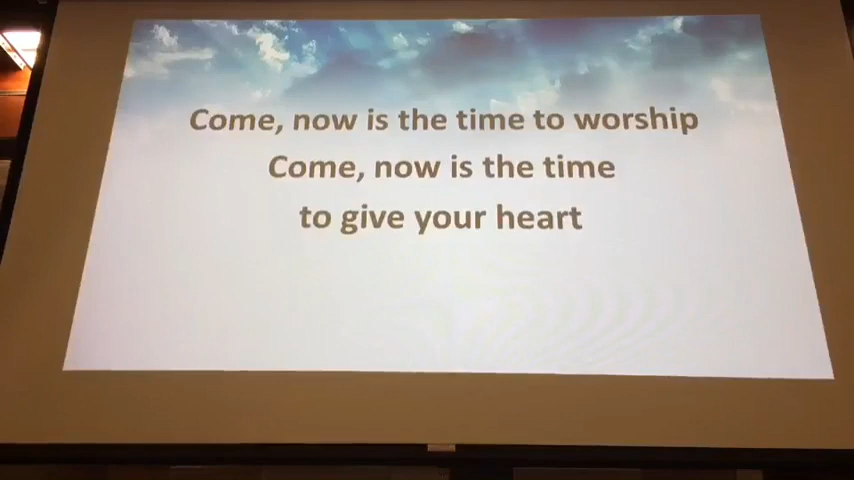 Come, now is the time to worship
Come, now is the time
to give your heart